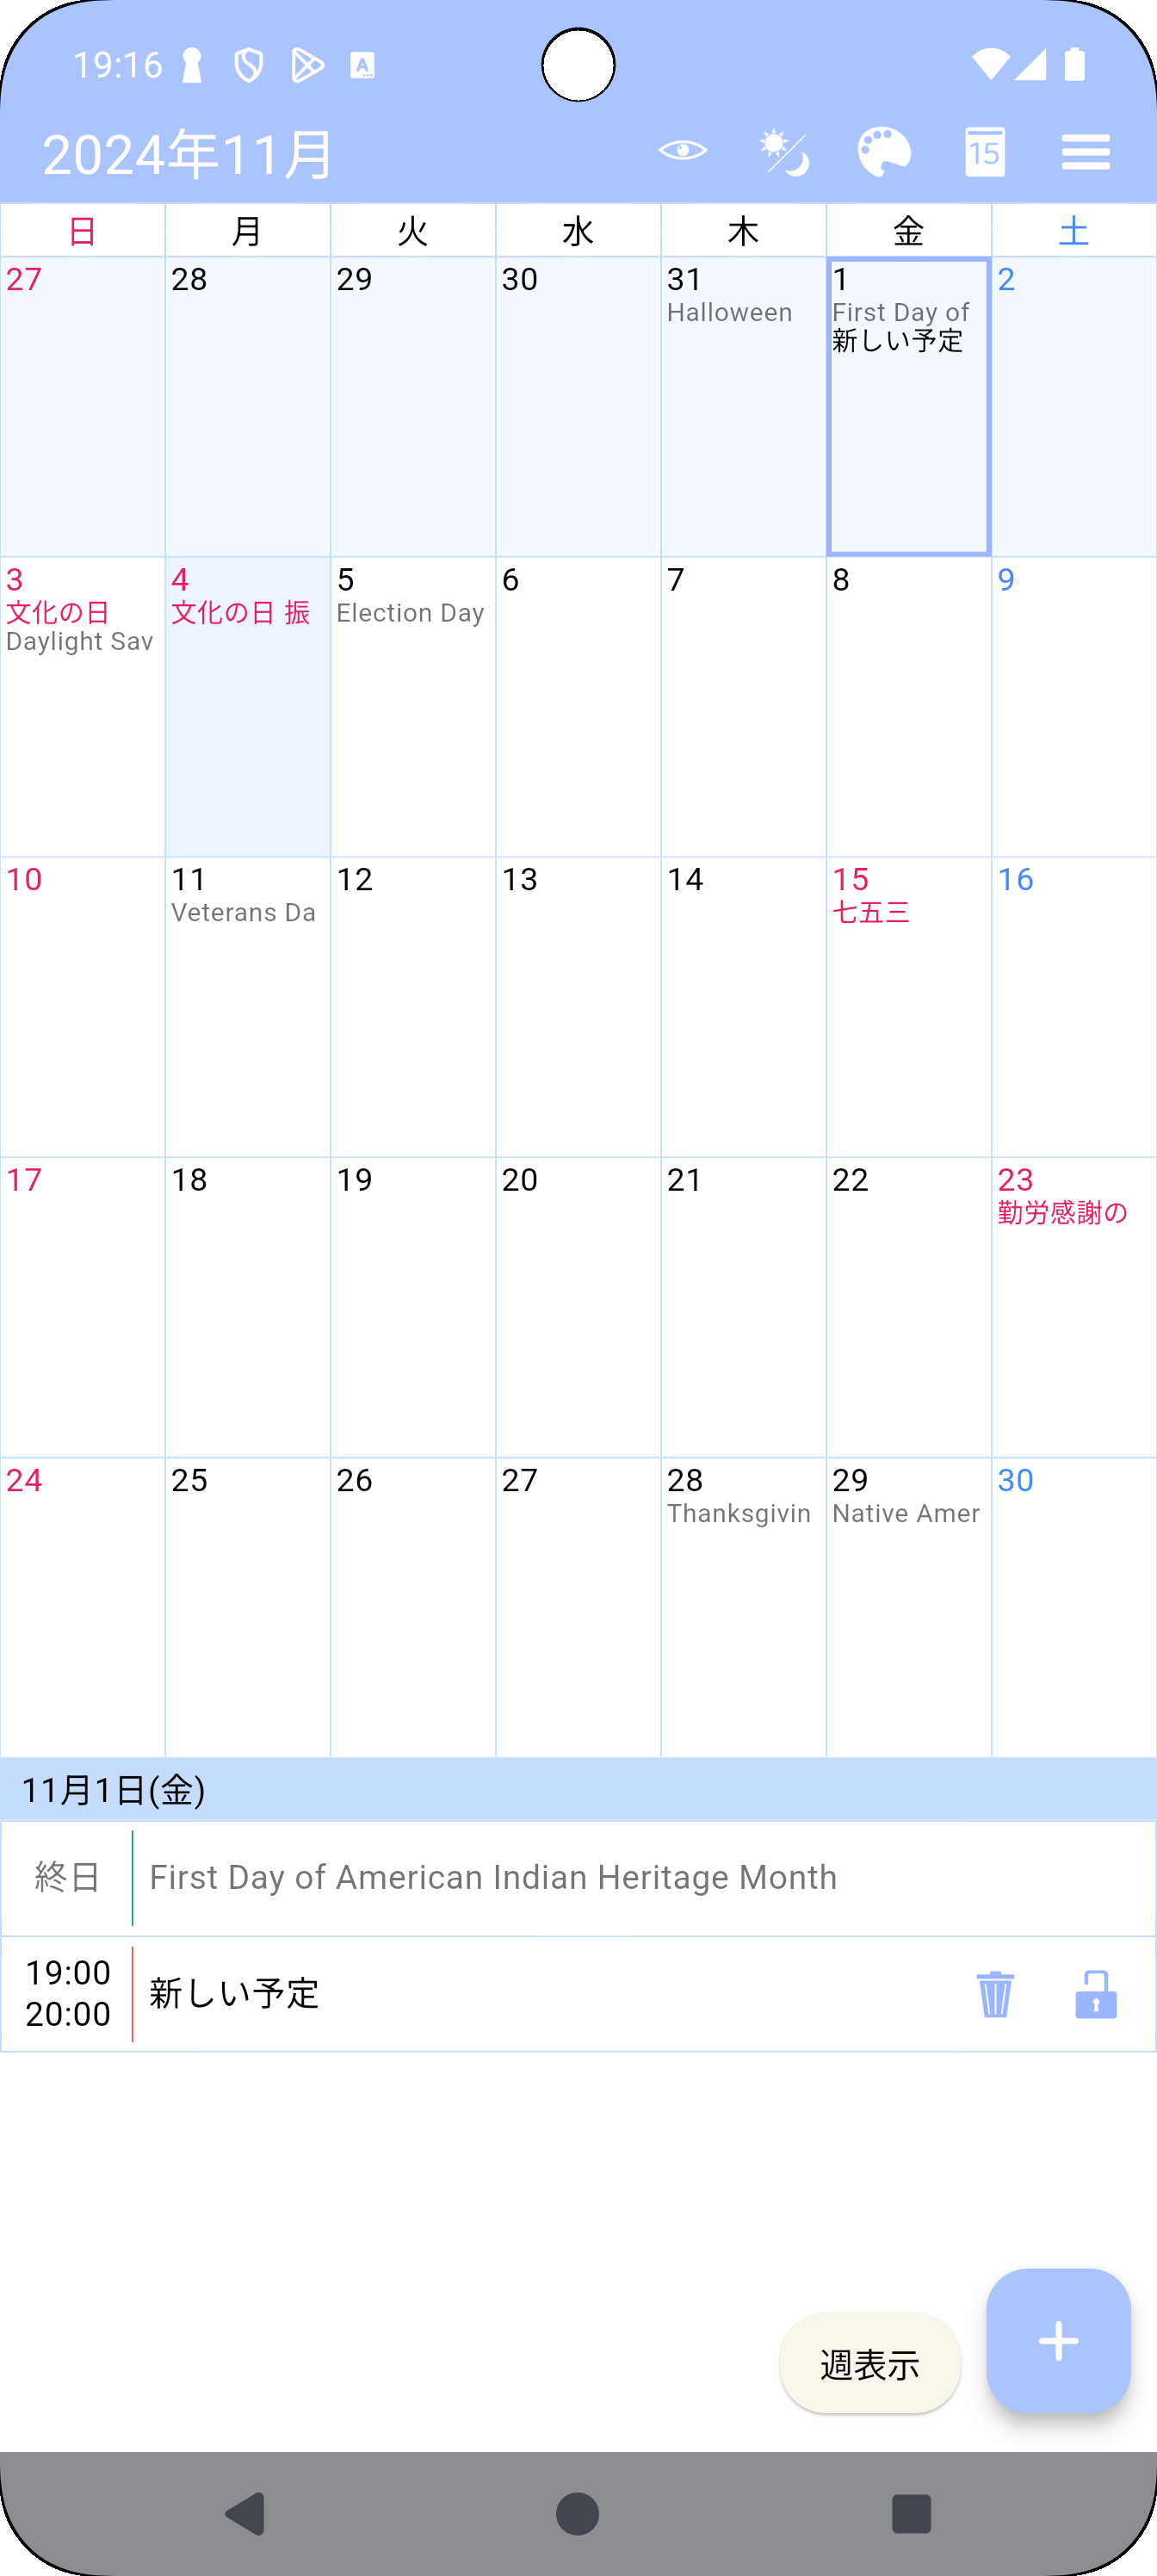 19:16
2024年11月
15
日 月 火 水 木 金 土
27 28 29 30 31 1 2
Halloween First Day of
新しい予定
3 4 5 6 7 8 9
文化の日 文化の日 振 Election Day
Daylight Sav
10 11 12 13 14 15 16
Veterans Da 七五三
17 18 19 20 21 22 23
勤労感謝の
24 25 26 27 28 29 30
Thanksgivin Native Amer
11月1日(金)
終日 First Day of American Indian Heritage Month
19:00
新しい予定
20:00
週表示